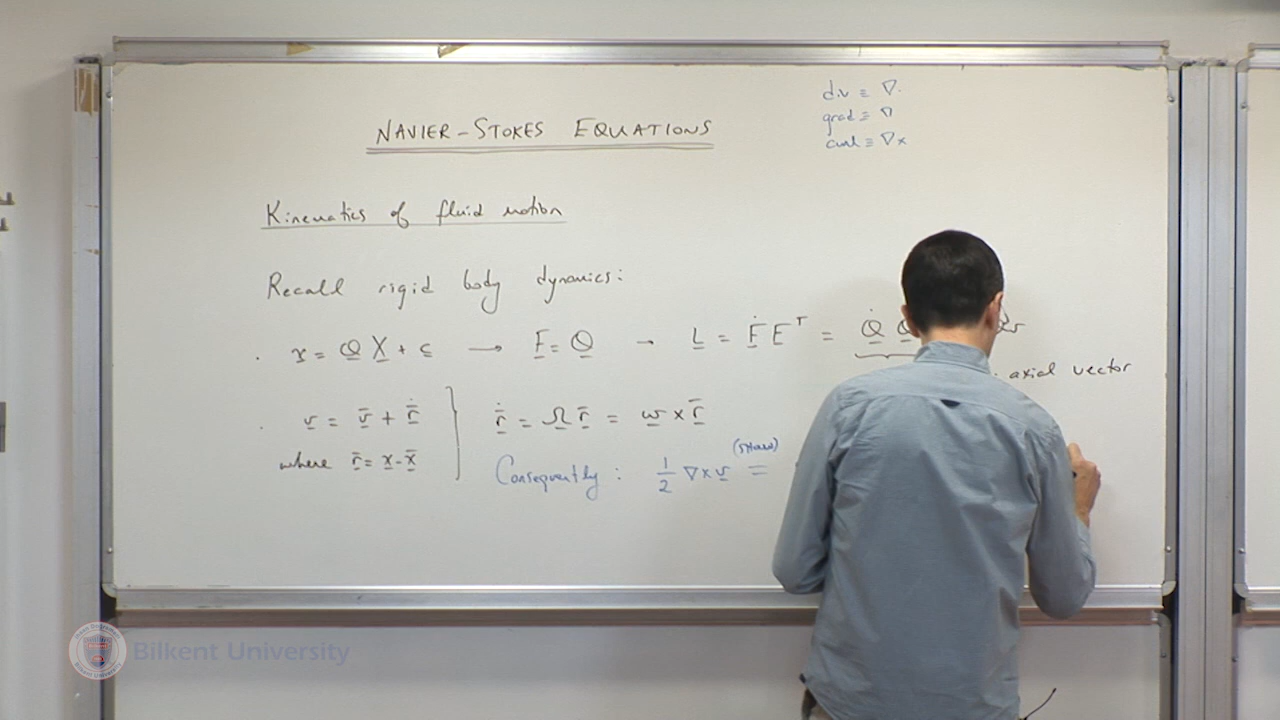 div ≡ ∇·
grad ≡ ∇
curl ≡ ∇×
NAVIER-STOKES EQUATIONS
Kinematics of fluid motion
Recall rigid body dynamics:
· x = Q X + c → F = Q → L = Ḟ F^T = Q̇
axial vector
· v = v̄ + ṙ̄
where r̄ = x - x̄
ṙ̄ = Ω r̄ = w × r̄
Consequently: 1/2 ∇×v = (show)
Bilkent University